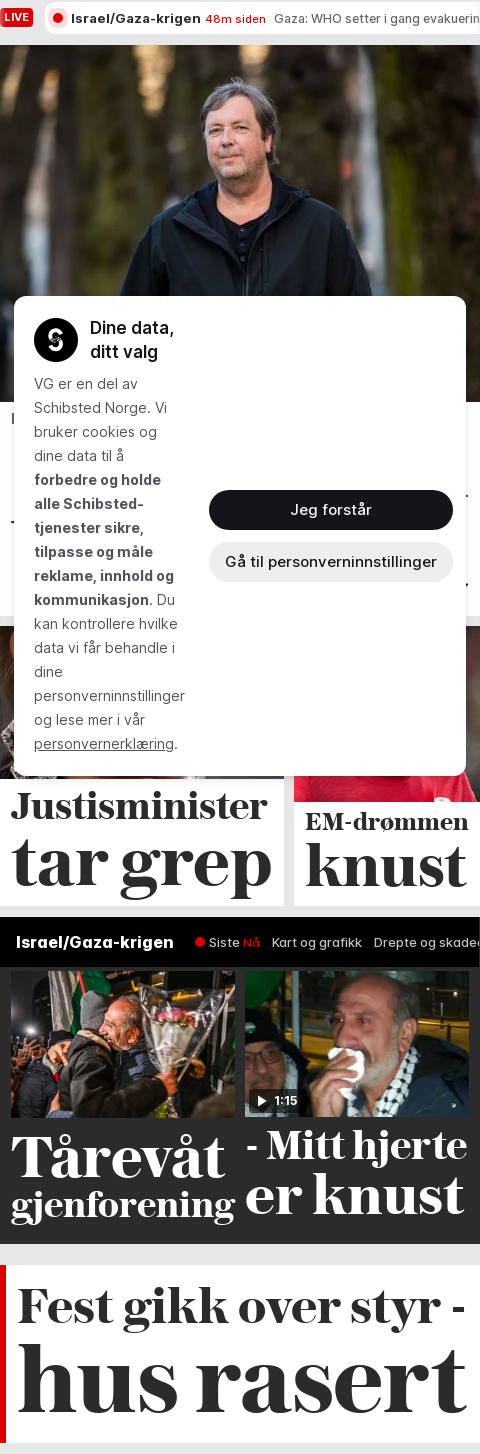 LIVE
Israel/Gaza-krigen 48m siden Gaza: WHO setter i gang evakuerin
Dine data,
ditt valg
VG er en del av
Schibsted Norge. Vi
bruker cookies og
dine data til å
forbedre og holde
alle Schibsted-
tjenester sikre,
tilpasse og måle
reklame, innhold og
kommunikasjon. Du
kan kontrollere hvilke
data vi får behandle i
dine
personverninnstillinger
og lese mer i vår
personvernerklæring.
Jeg forstår
Gå til personverninnstillinger
Justisminister
tar grep
EM-drømmen
knust
Israel/Gaza-krigen Siste Nå Kart og grafikk Drepte og skaded
1:15
Tårevåt
gjenforening
- Mitt hjerte
er knust
Fest gikk over styr -
hus rasert